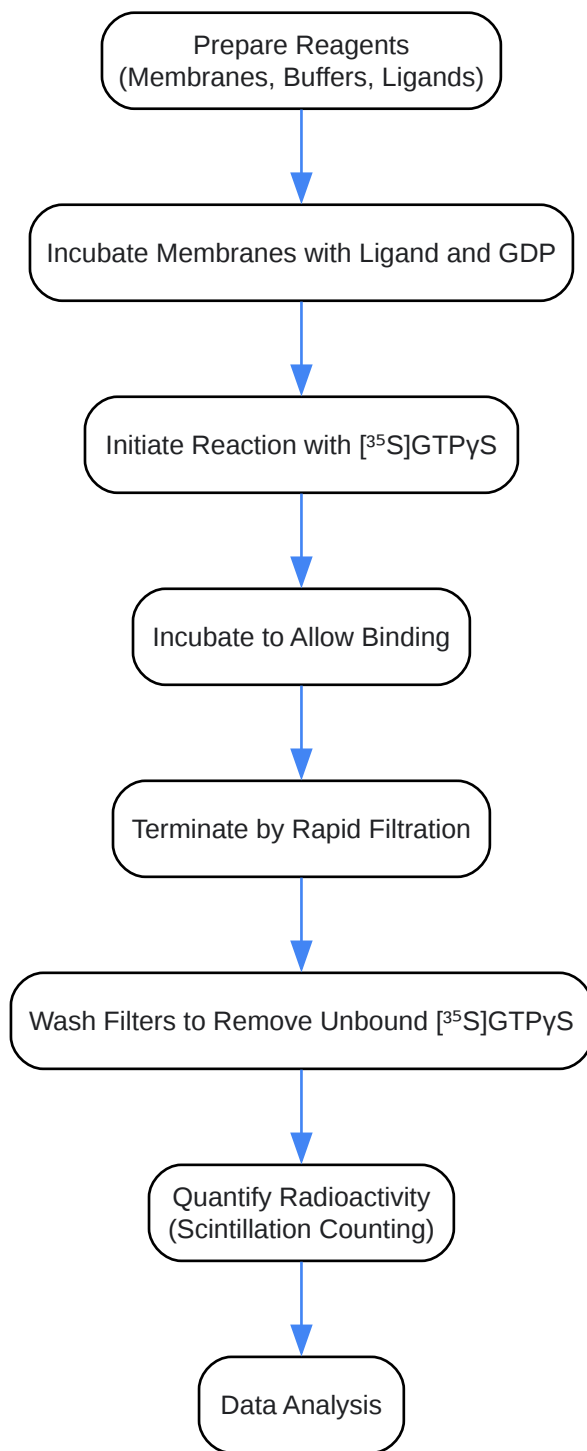 Prepare Reagents
(Membranes, Buffers, Ligands)
Incubate Membranes with Ligand and GDP
Initiate Reaction with [³⁵S]GTPγS
Incubate to Allow Binding
Terminate by Rapid Filtration
Wash Filters to Remove Unbound [³⁵S]GTPγS
Quantify Radioactivity
(Scintillation Counting)
Data Analysis